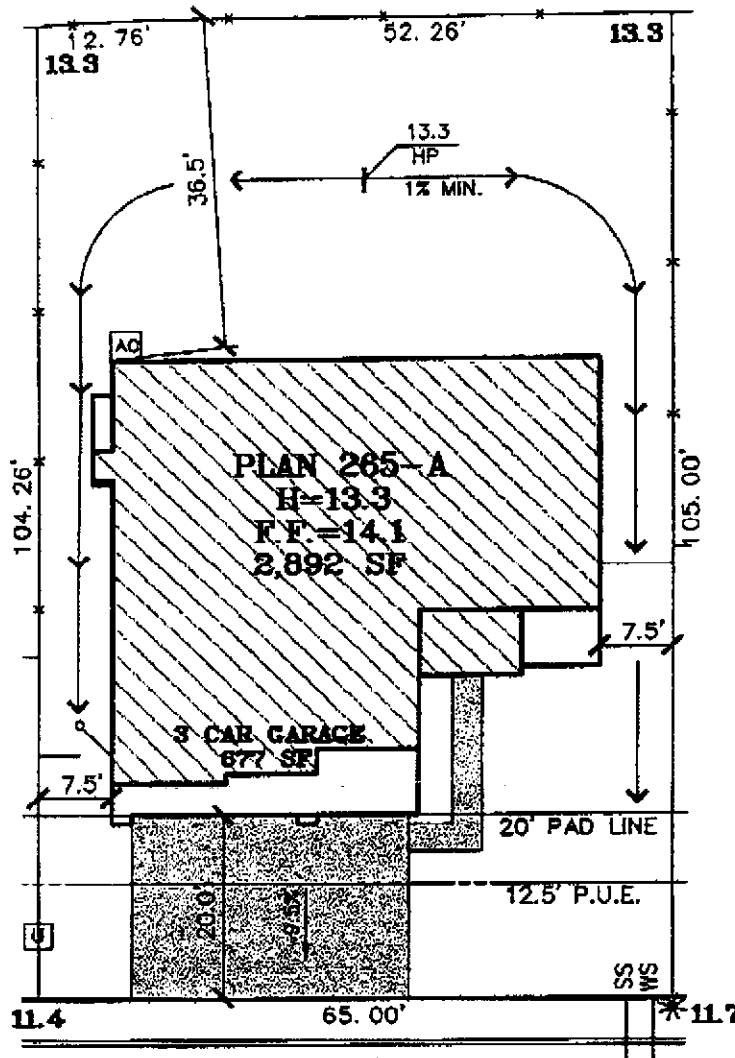 12.76'
52.26'
13.3
13.3
13.3
HP
1% MIN.
36.5'
AC
PLAN 265-A
H=13.3
F.F.=14.1
2,892 SF
104.26'
105.00'
7.5'
3 CAR GARAGE
677 SF
7.5'
20' PAD LINE
12.5' P.U.E.
20.0'
U
SS
WS
11.4
65.00'
11.7